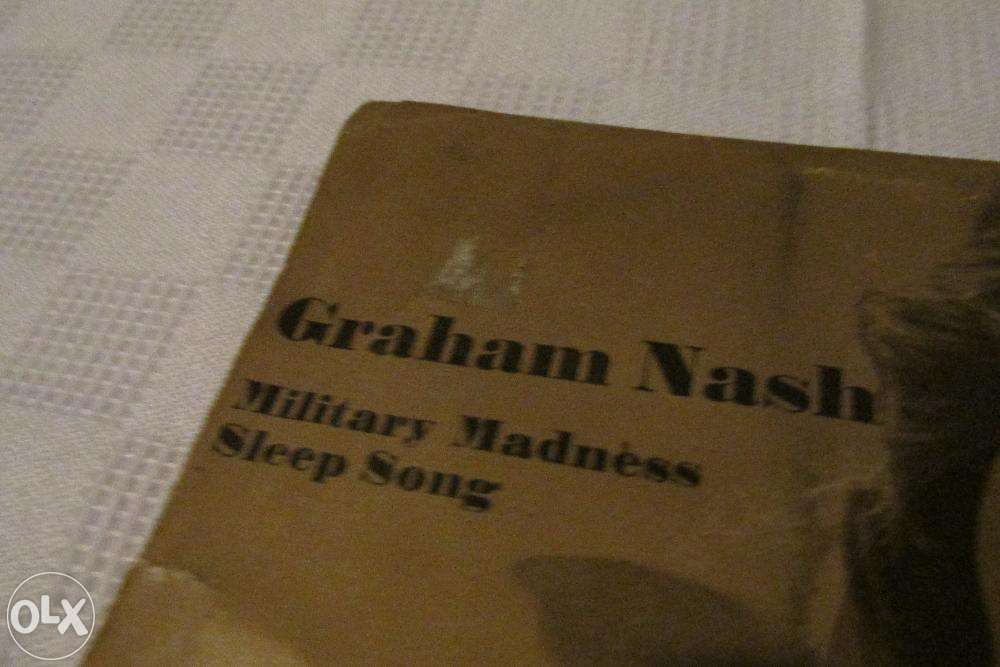 Graham Nash
Military Madness
Sleep Song
OLX